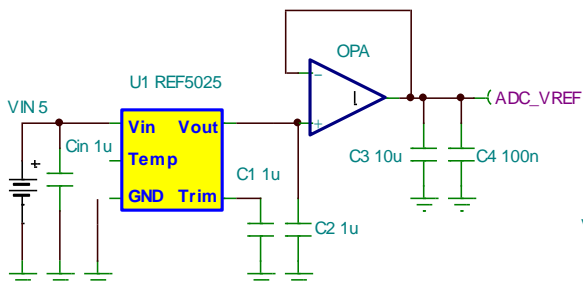 OPA
U1 REF5025
VIN 5
Cin 1u
Vin
Vout
Temp
GND
Trim
C1 1u
C2 1u
-
+
+
L
ADC_VREF
C3 10u
C4 100n